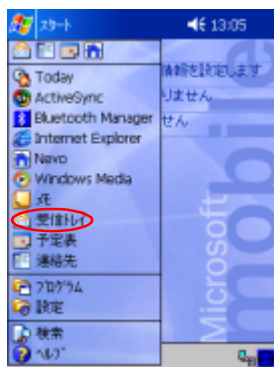 スタート 13:05
Today
情報を設定します
ActiveSync
りません
Bluetooth Manager
せん
Internet Explorer
Nevo
Windows Media
メモ
受信トレイ
予定表
連絡先
プログラム
設定
検索
ヘルプ
Microsoft
mobile